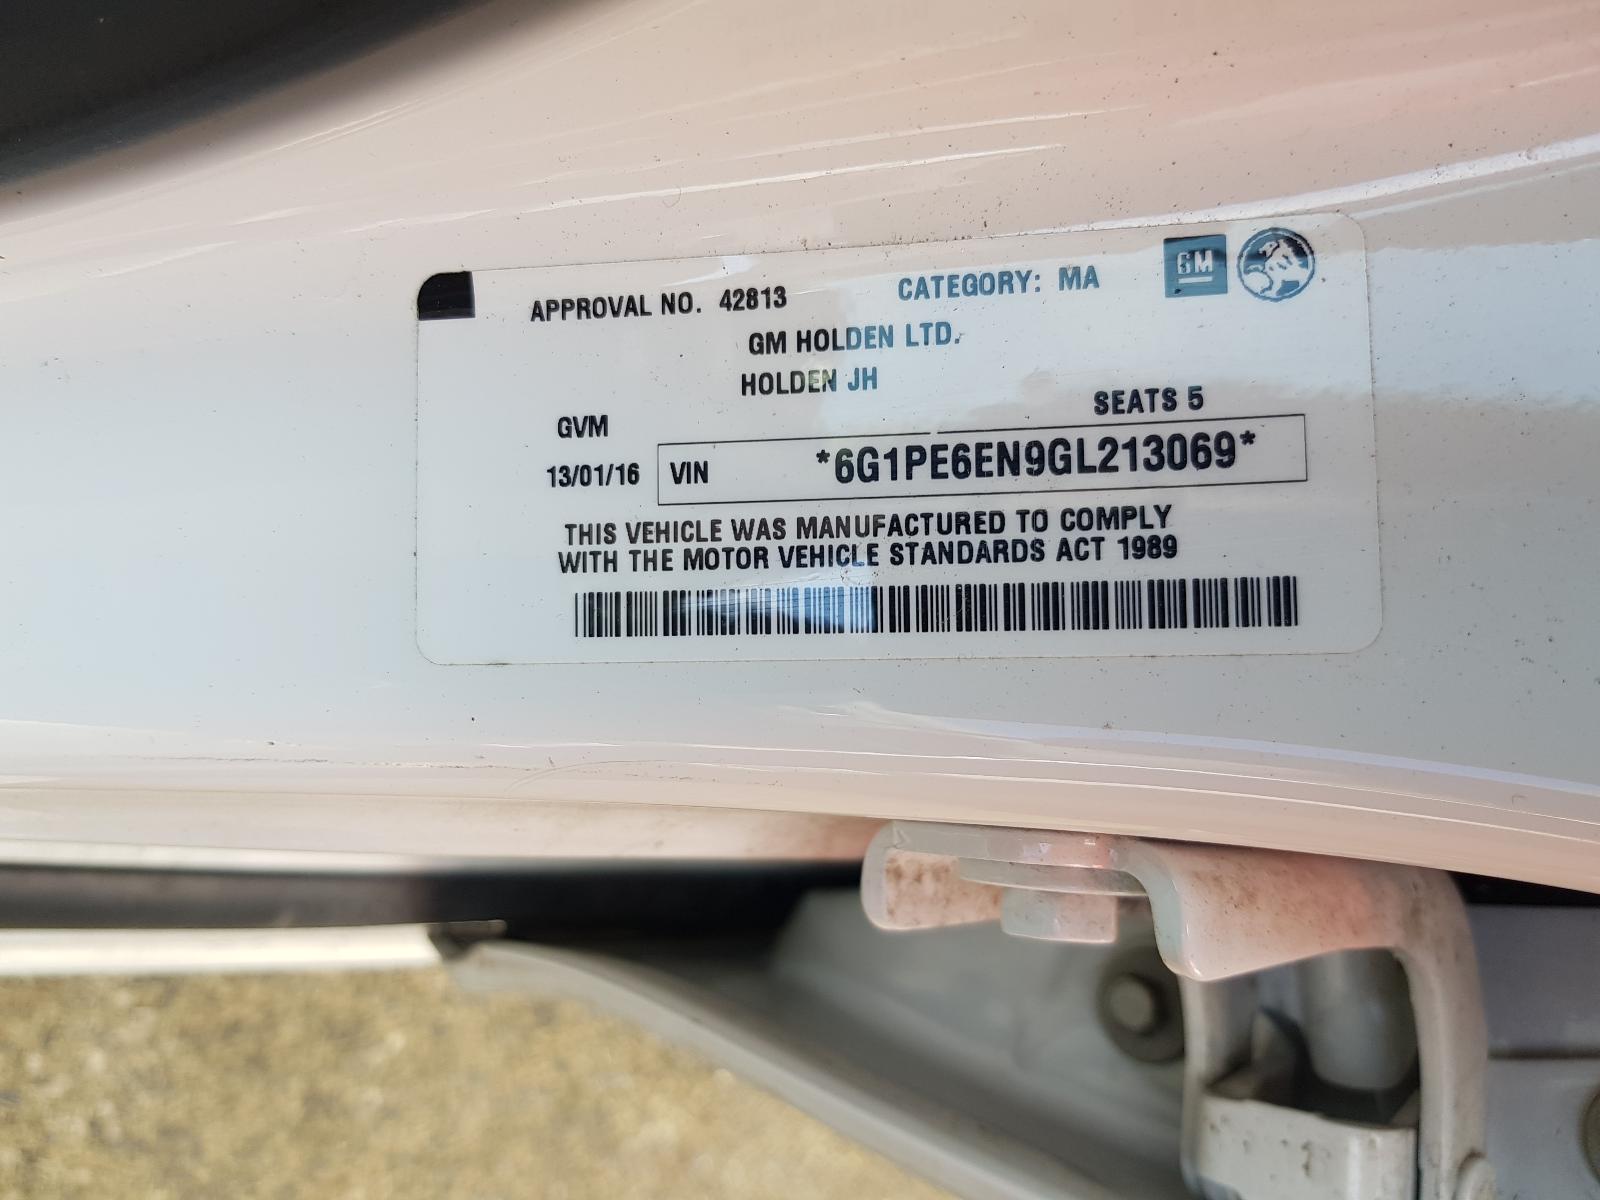 APPROVAL NO. 42813 CATEGORY: MA GM
GM HOLDEN LTD.
HOLDEN JH
GVM SEATS 5
13/01/16 VIN *6G1PE6EN9GL213069*
THIS VEHICLE WAS MANUFACTURED TO COMPLY
WITH THE MOTOR VEHICLE STANDARDS ACT 1989